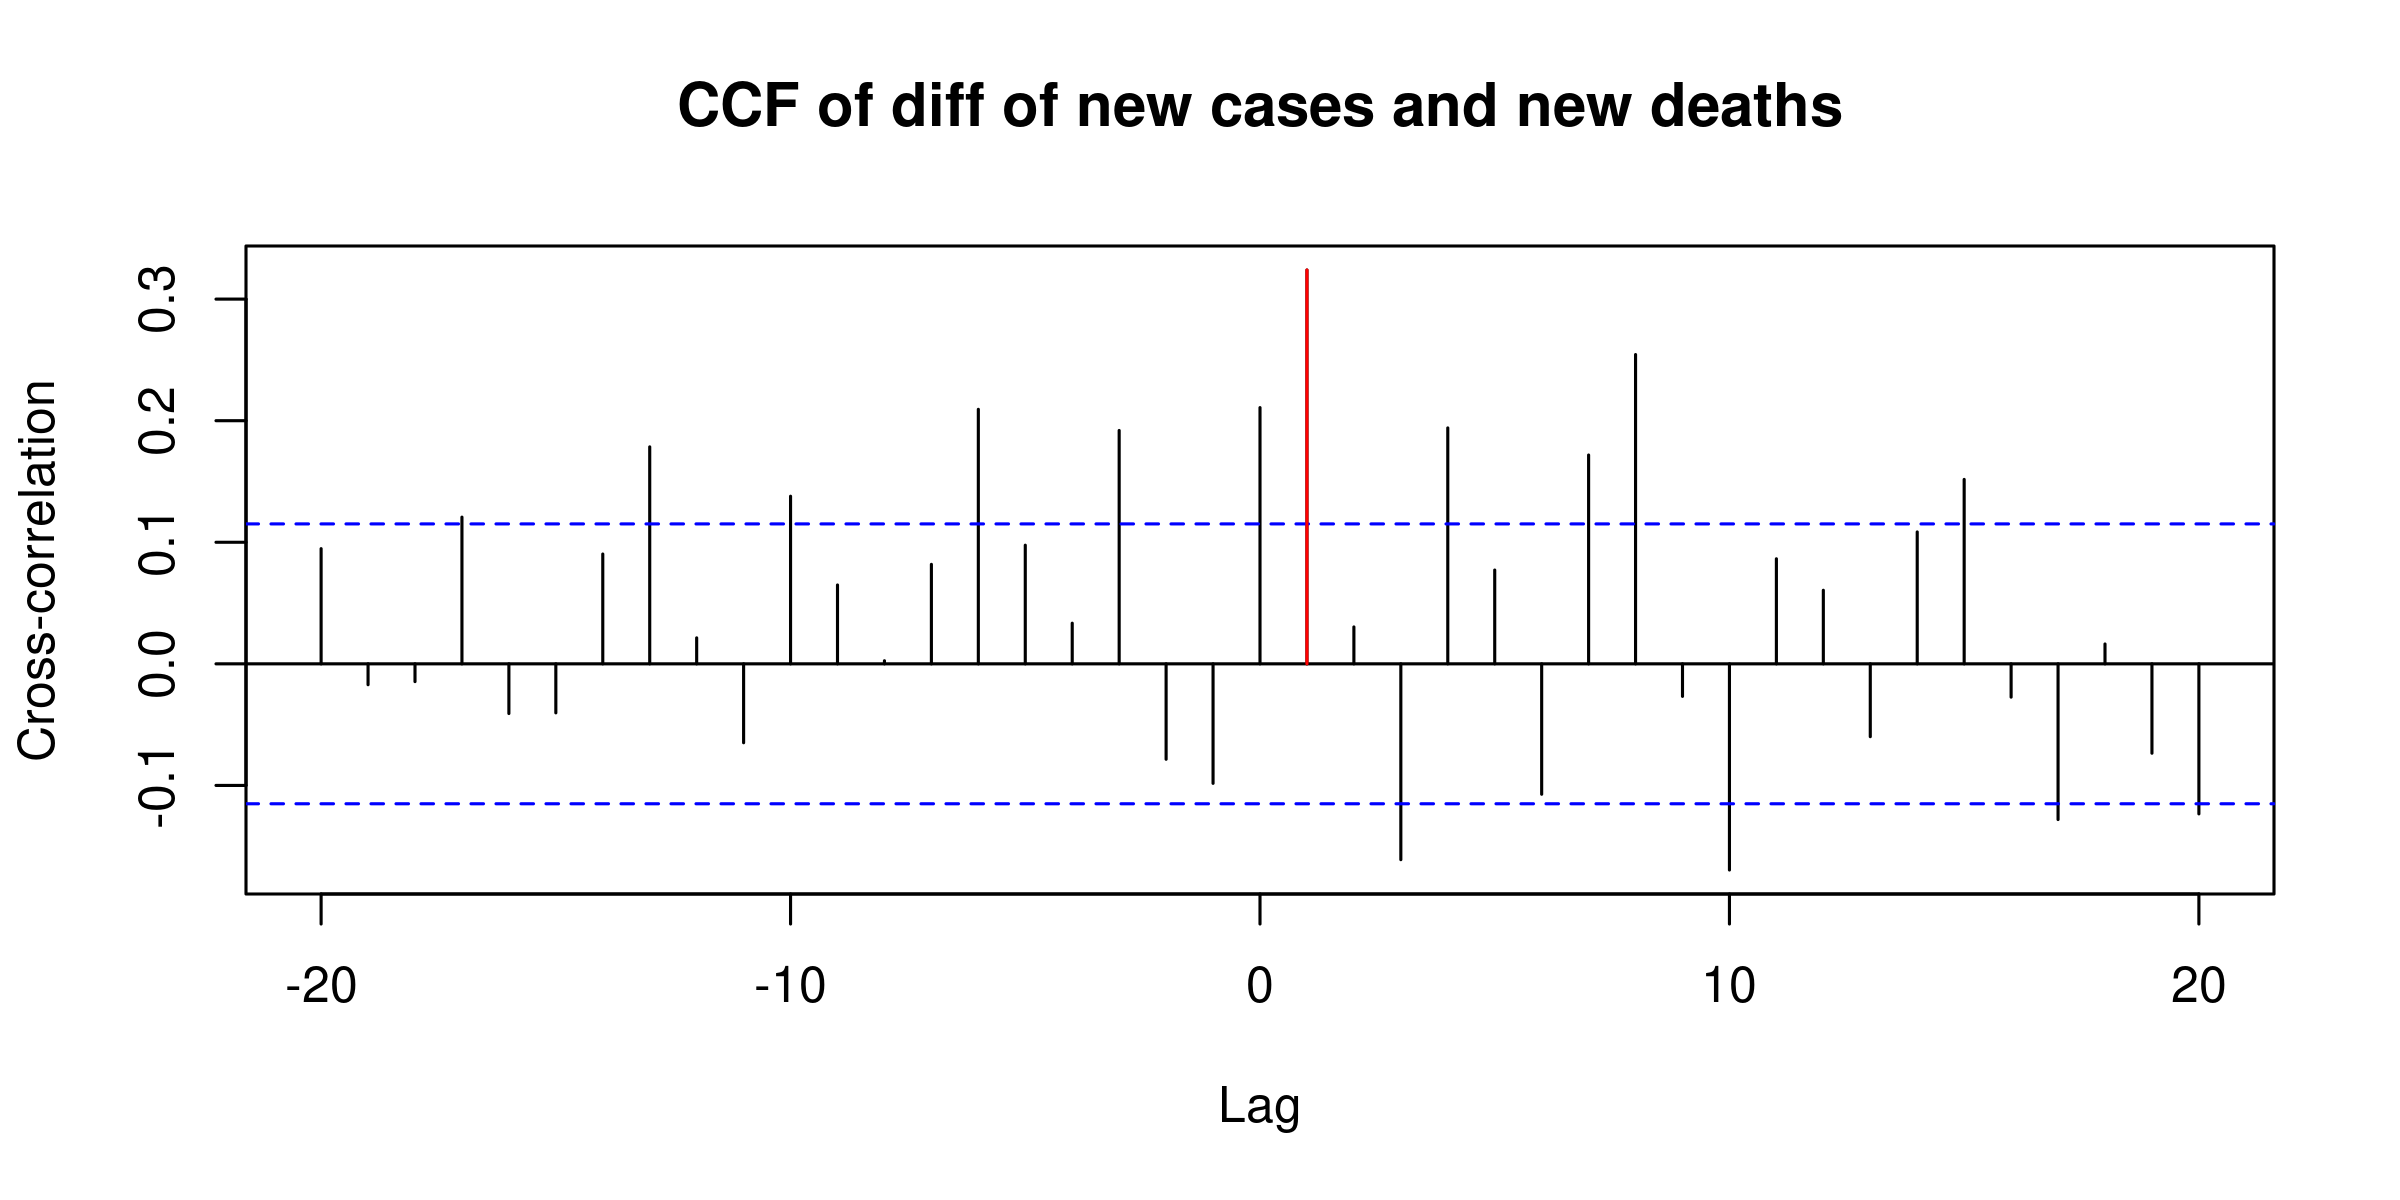 CCF of diff of new cases and new deaths
Cross-correlation
0.3
0.2
0.1
0.0
-0.1
-20 -10 0 10 20
Lag